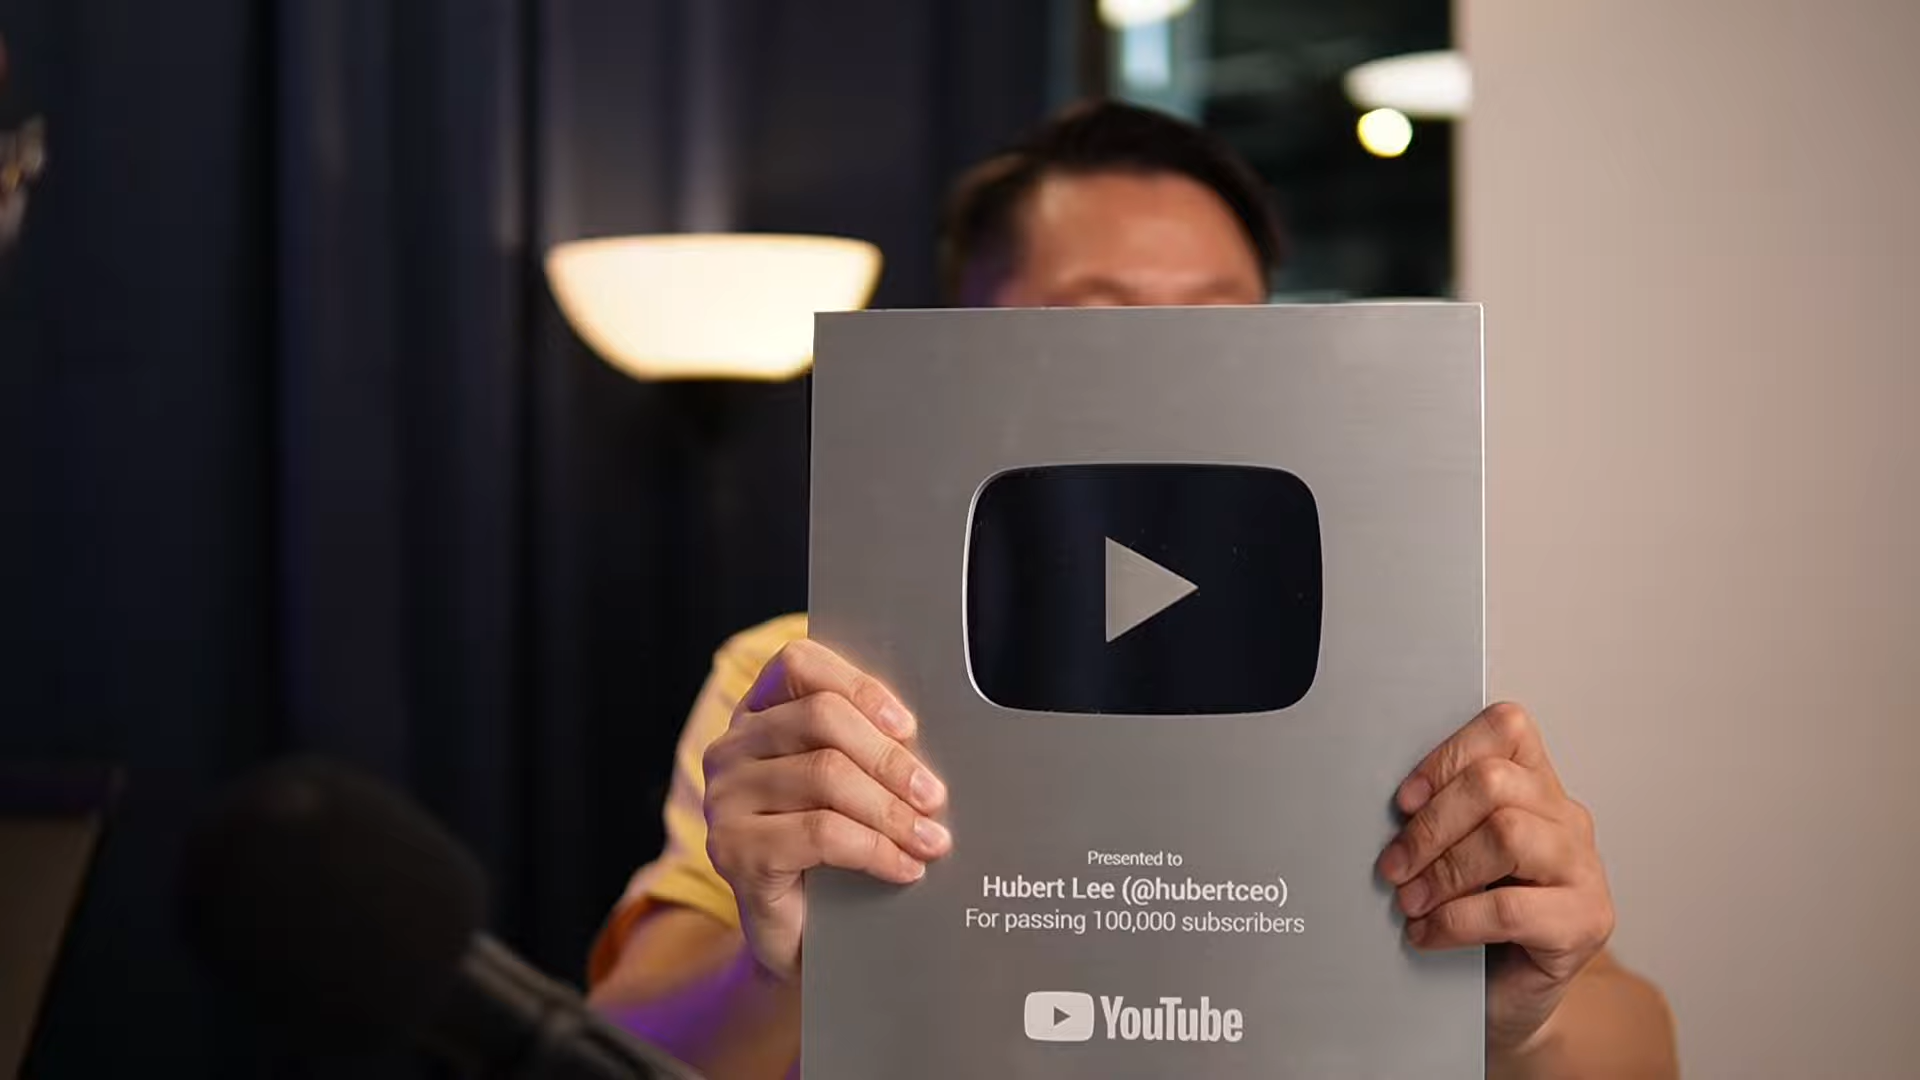 Presented to
Hubert Lee (@hubertceo)
For passing 100,000 subscribers
YouTube